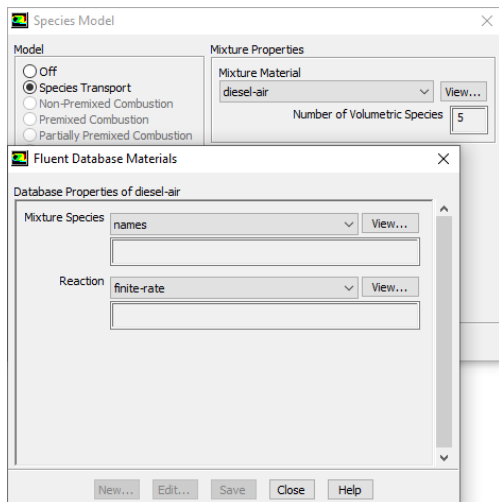 Species Model
Model
Off
Species Transport
Non-Premixed Combustion
Premixed Combustion
Partially Premixed Combustion
Mixture Properties
Mixture Material
diesel-air
View...
Number of Volumetric Species
5
Fluent Database Materials
Database Properties of diesel-air
Mixture Species
names
View...
Reaction
finite-rate
View...
New...
Edit...
Save
Close
Help